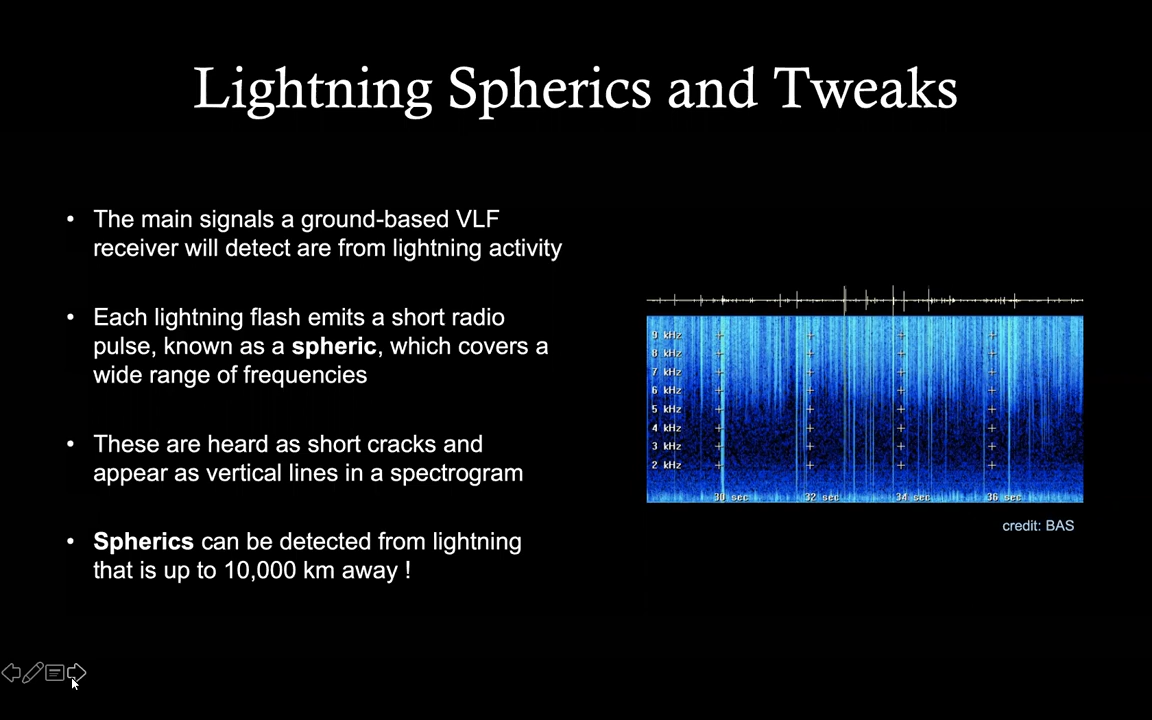 Lightning Spherics and Tweaks
• The main signals a ground-based VLF
receiver will detect are from lightning activity
• Each lightning flash emits a short radio
pulse, known as a spheric, which covers a
wide range of frequencies
• These are heard as short cracks and
appear as vertical lines in a spectrogram
• Spherics can be detected from lightning
that is up to 10,000 km away !
9 kHz
8 kHz
7 kHz
6 kHz
5 kHz
4 kHz
3 kHz
2 kHz
30 sec 32 sec 34 sec 36 sec
credit: BAS